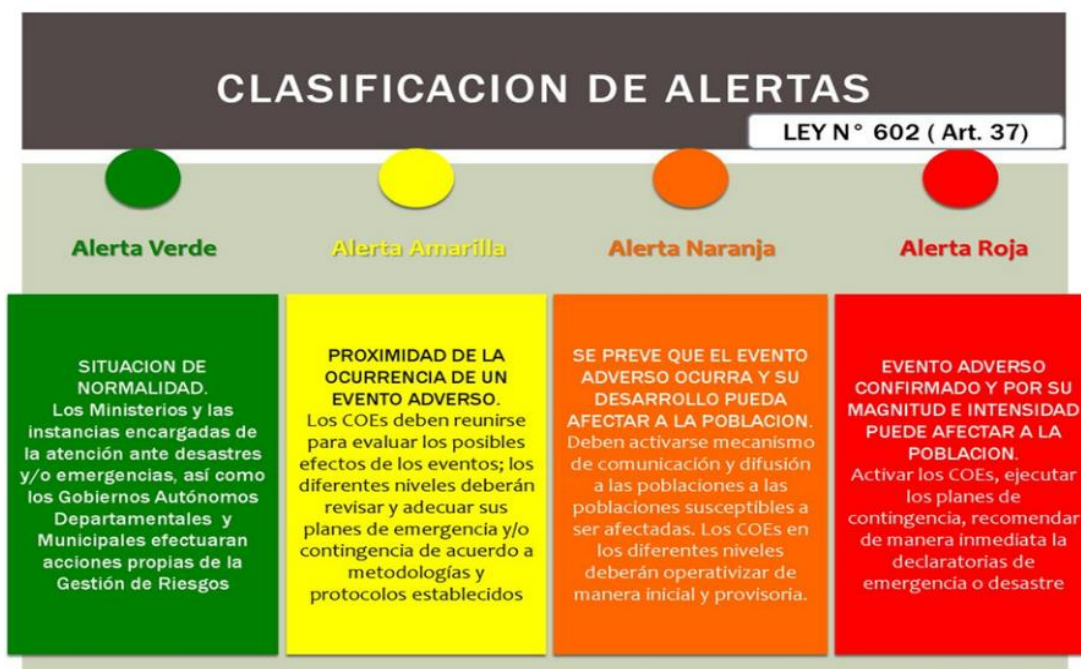 CLASIFICACION DE ALERTAS
LEY N° 602 ( Art. 37)
Alerta Verde
Alerta Amarilla
Alerta Naranja
Alerta Roja
SITUACION DE
NORMALIDAD.
Los Ministerios y las
instancias encargadas de
la atención ante desastres
y/o emergencias, así como
los Gobiernos Autónomos
Departamentales y
Municipales efectuaran
acciones propias de la
Gestión de Riesgos
PROXIMIDAD DE LA
OCURRENCIA DE UN
EVENTO ADVERSO.
Los COEs deben reunirse
para evaluar los posibles
efectos de los eventos; los
diferentes niveles deberán
revisar y adecuar sus
planes de emergencia y/o
contingencia de acuerdo a
metodologías y
protocolos establecidos
SE PREVE QUE EL EVENTO
ADVERSO OCURRA Y SU
DESARROLLO PUEDA
AFECTAR A LA POBLACION.
Deben activarse mecanismo
de comunicación y difusión
a las poblaciones a las
poblaciones susceptibles a
ser afectadas. Los COEs en
los diferentes niveles
deberán operativizar de
manera inicial y provisoria.
EVENTO ADVERSO
CONFIRMADO Y POR SU
MAGNITUD E INTENSIDAD
PUEDE AFECTAR A LA
POBLACION.
Activar los COEs, ejecutar
los planes de
contingencia, recomendar
de manera inmediata la
declaratorias de
emergencia o desastre